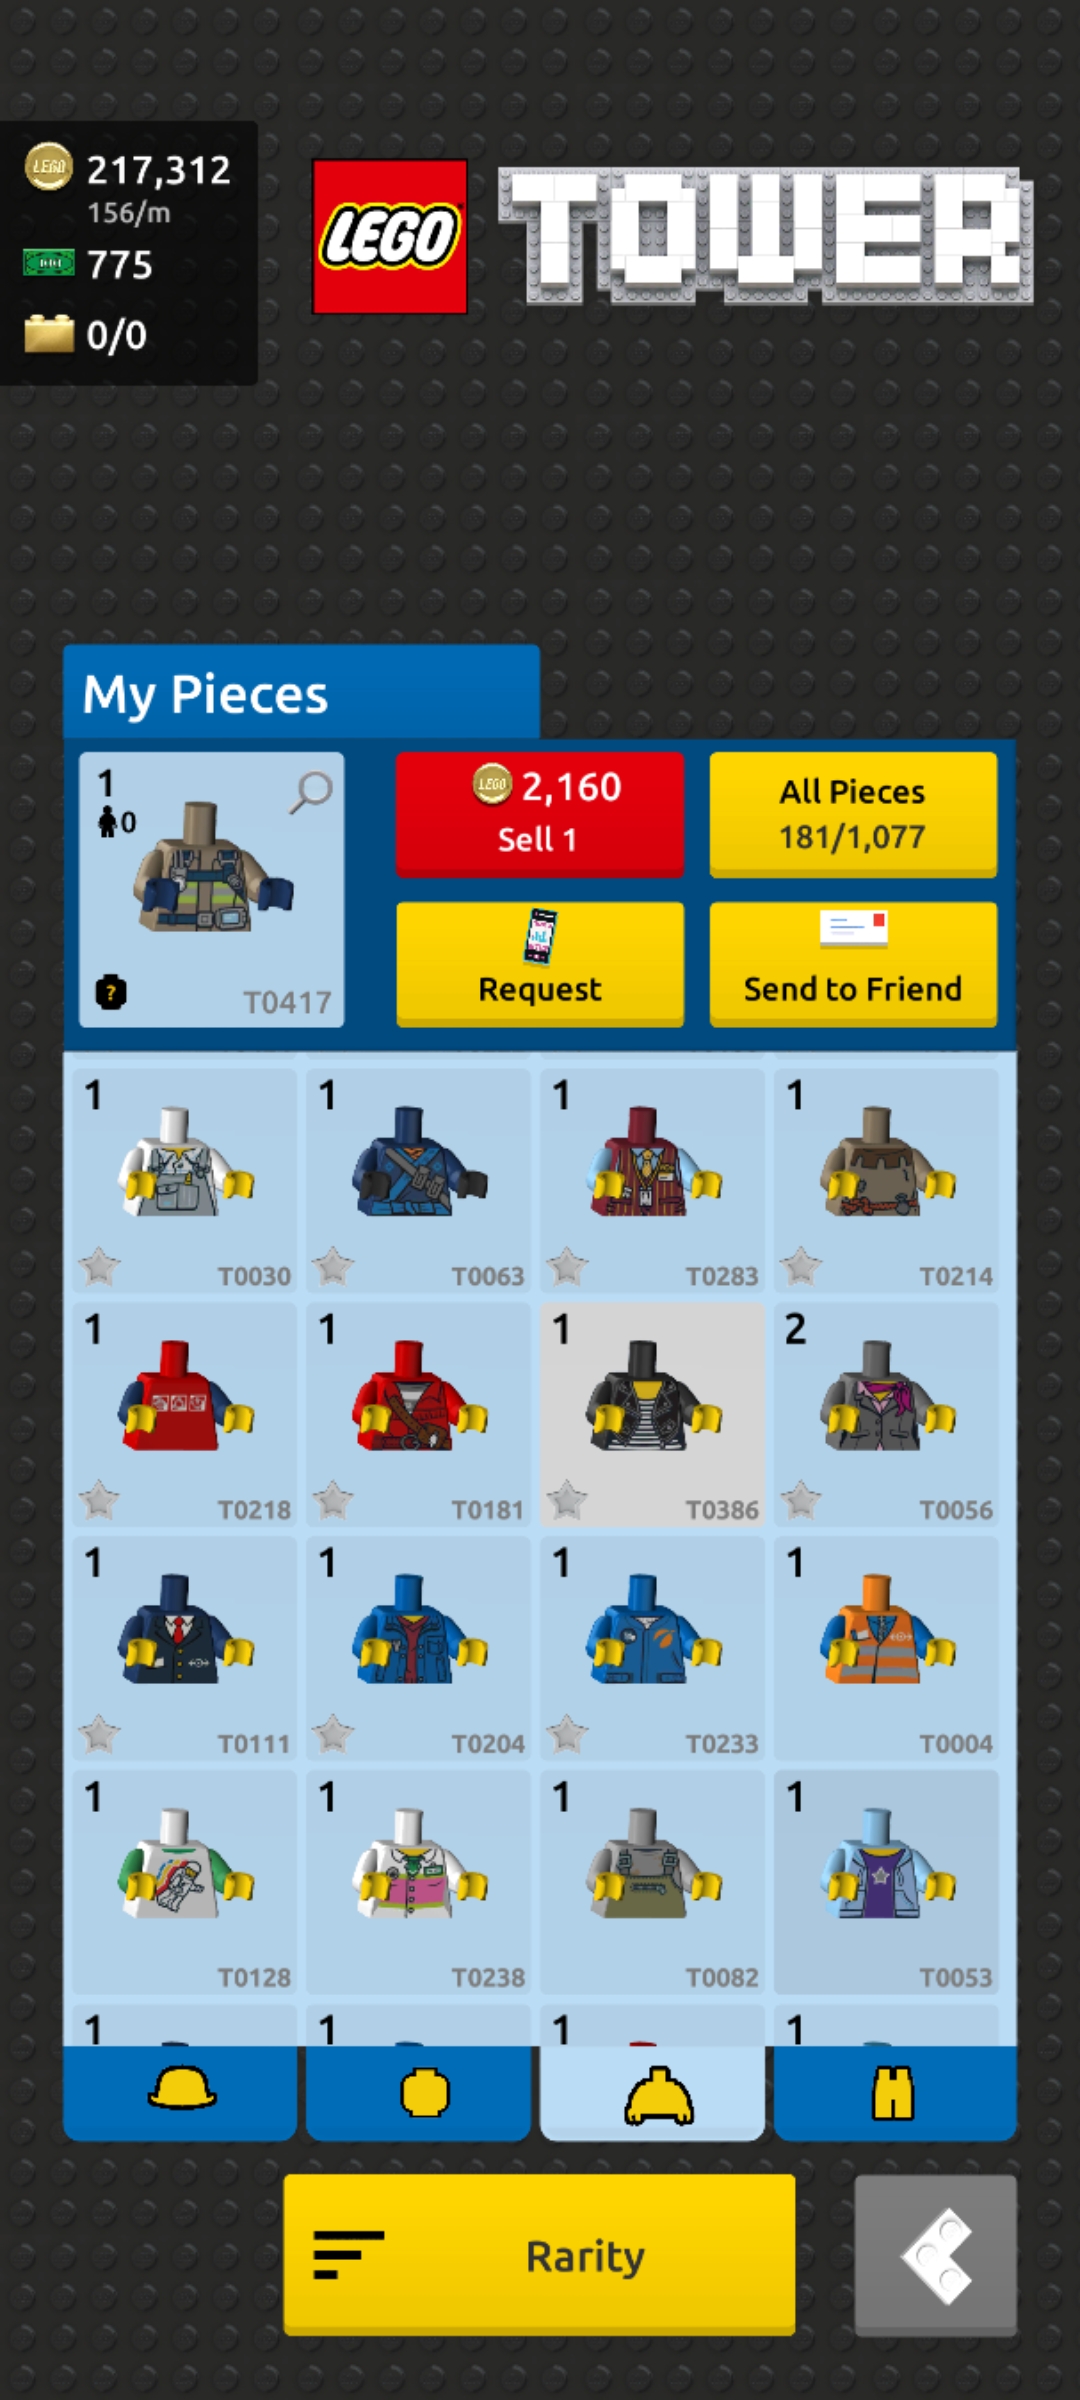 217,312
156/m
775
0/0
LEGO TOWER
My Pieces
1
0
?
T0417
2,160
Sell 1
All Pieces
181/1,077
Request
Send to Friend
1 1 1 1
T0030 T0063 T0283 T0214
1 1 1 2
T0218 T0181 T0386 T0056
1 1 1 1
T0111 T0204 T0233 T0004
1 1 1 1
T0128 T0238 T0082 T0053
1 1 1 1
Rarity